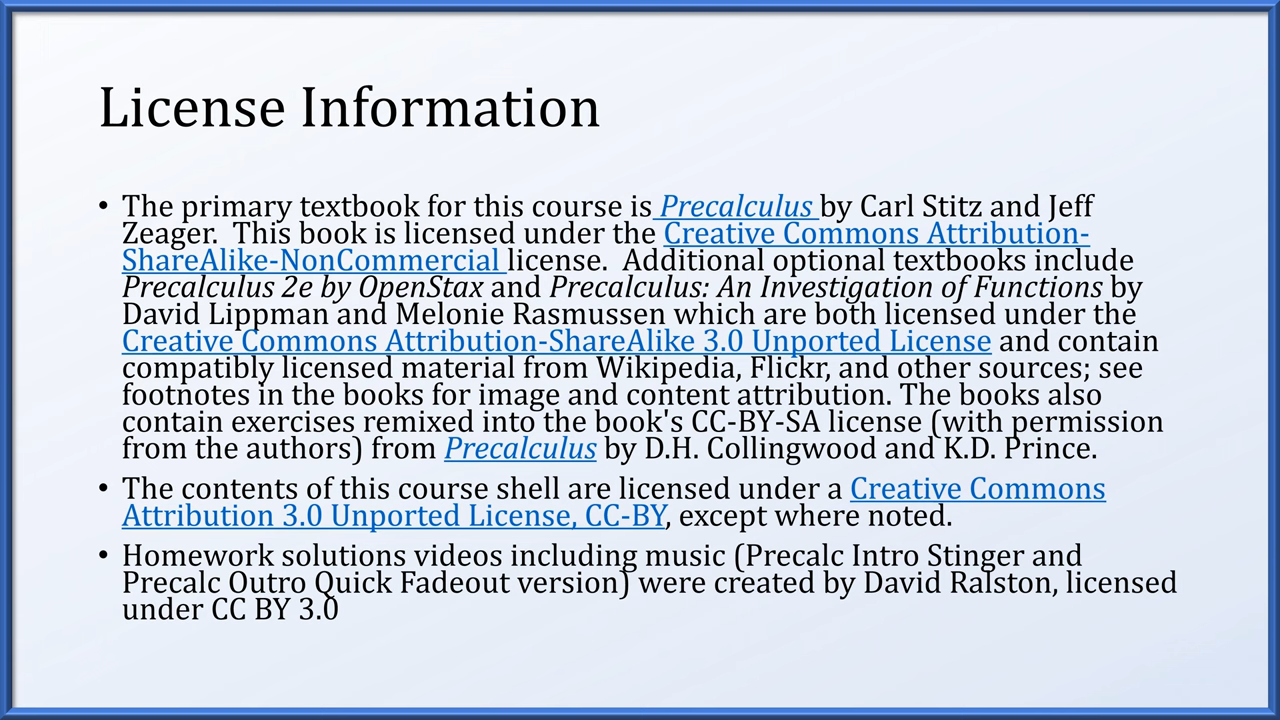 License Information
• The primary textbook for this course is Precalculus by Carl Stitz and Jeff
Zeager.  This book is licensed under the Creative Commons Attribution-
ShareAlike-NonCommercial license.  Additional optional textbooks include
Precalculus 2e by OpenStax and Precalculus: An Investigation of Functions by
David Lippman and Melonie Rasmussen which are both licensed under the
Creative Commons Attribution-ShareAlike 3.0 Unported License and contain
compatibly licensed material from Wikipedia, Flickr, and other sources; see
footnotes in the books for image and content attribution. The books also
contain exercises remixed into the book's CC-BY-SA license (with permission
from the authors) from Precalculus by D.H. Collingwood and K.D. Prince.
• The contents of this course shell are licensed under a Creative Commons
Attribution 3.0 Unported License, CC-BY, except where noted.
• Homework solutions videos including music (Precalc Intro Stinger and
Precalc Outro Quick Fadeout version) were created by David Ralston, licensed
under CC BY 3.0